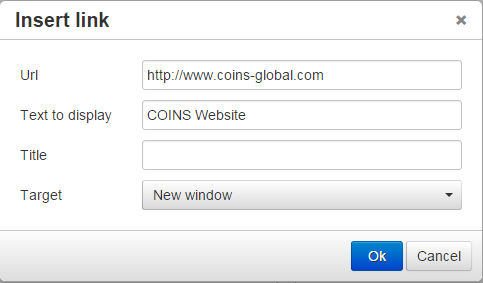 Insert link ×
Url http://www.coins-global.com
Text to display COINS Website
Title
Target New window
Ok Cancel